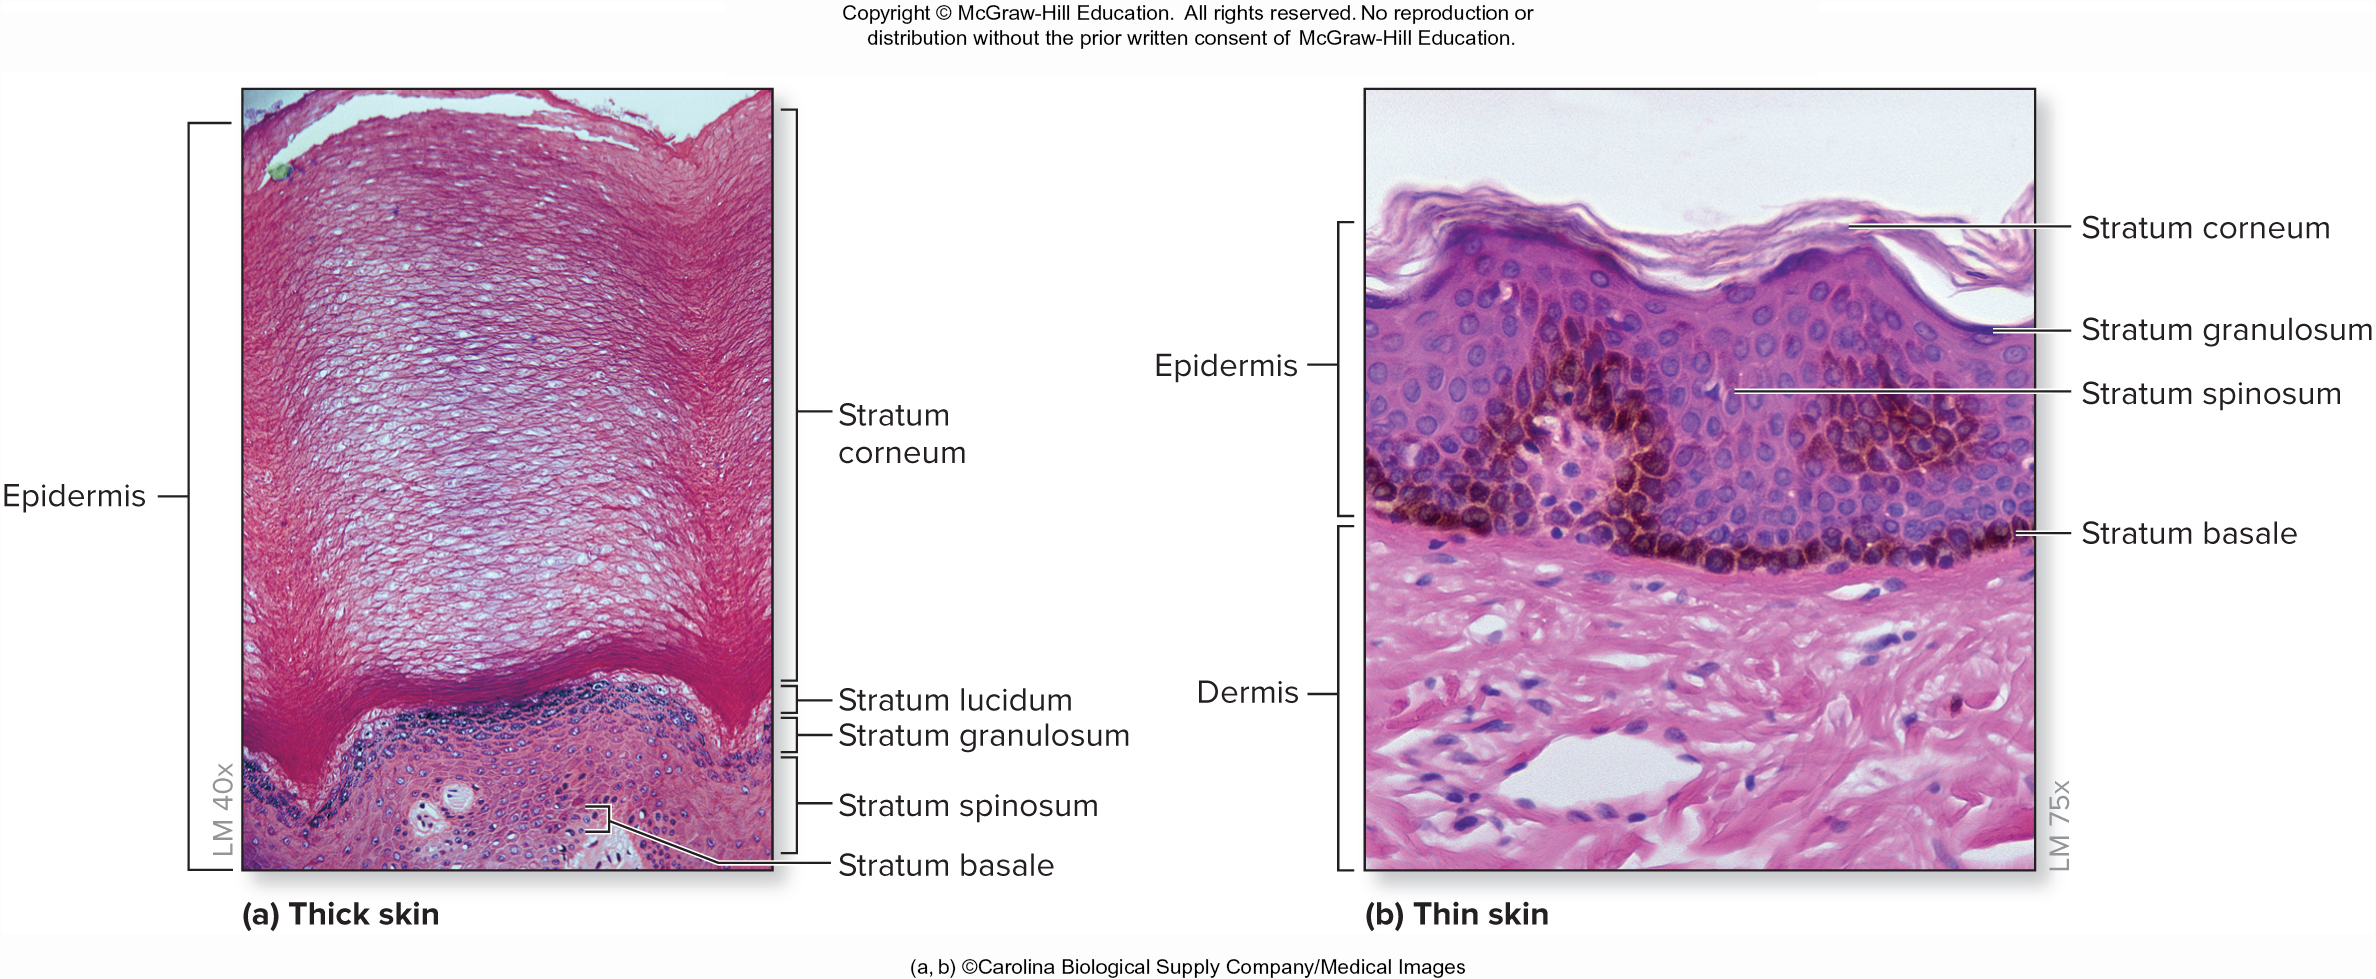 Copyright © McGraw-Hill Education. All rights reserved. No reproduction or
distribution without the prior written consent of McGraw-Hill Education.
Epidermis
LM 40x
Stratum
corneum
Stratum lucidum
Stratum granulosum
Stratum spinosum
Stratum basale
(a) Thick skin
Epidermis
Dermis
Stratum corneum
Stratum granulosum
Stratum spinosum
Stratum basale
LM 75x
(b) Thin skin
(a, b) ©Carolina Biological Supply Company/Medical Images